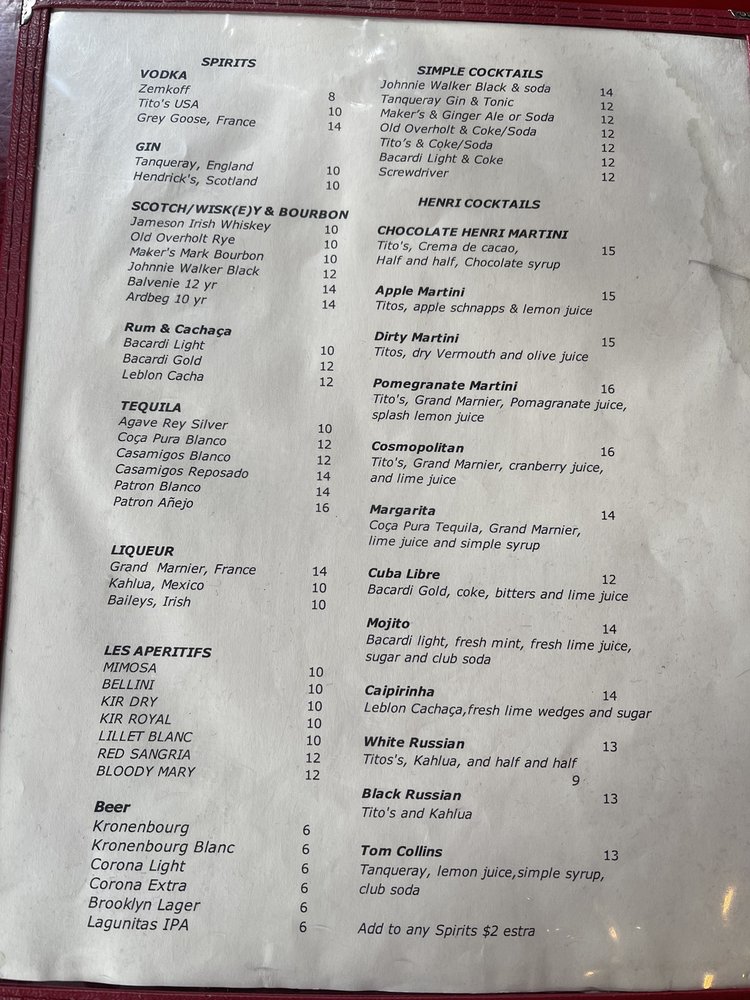 SPIRITS
VODKA
Zemkoff 8
Tito's USA 10
Grey Goose, France 14
GIN
Tanqueray, England 10
Hendrick's, Scotland 10
SCOTCH/WISK(E)Y & BOURBON
Jameson Irish Whiskey 10
Old Overholt Rye 10
Maker's Mark Bourbon 10
Johnnie Walker Black 12
Balvenie 12 yr 14
Ardbeg 10 yr 14
Rum & Cachaça
Bacardi Light 10
Bacardi Gold 12
Leblon Cacha 12
TEQUILA
Agave Rey Silver 10
Coça Pura Blanco 12
Casamigos Blanco 12
Casamigos Reposado 14
Patron Blanco 14
Patron Añejo 16
LIQUEUR
Grand Marnier, France 14
Kahlua, Mexico 10
Baileys, Irish 10
LES APERITIFS
MIMOSA 10
BELLINI 10
KIR DRY 10
KIR ROYAL 10
LILLET BLANC 10
RED SANGRIA 12
BLOODY MARY 12
Beer
Kronenbourg 6
Kronenbourg Blanc 6
Corona Light 6
Corona Extra 6
Brooklyn Lager 6
Lagunitas IPA 6
SIMPLE COCKTAILS
Johnnie Walker Black & soda 14
Tanqueray Gin & Tonic 12
Maker's & Ginger Ale or Soda 12
Old Overholt & Coke/Soda 12
Tito's & Coke/Soda 12
Bacardi Light & Coke 12
Screwdriver 12
HENRI COCKTAILS
CHOCOLATE HENRI MARTINI
Tito's, Crema de cacao, 15
Half and half, Chocolate syrup
Apple Martini 15
Titos, apple schnapps & lemon juice
Dirty Martini 15
Titos, dry Vermouth and olive juice
Pomegranate Martini 16
Tito's, Grand Marnier, Pomagranate juice,
splash lemon juice
Cosmopolitan 16
Tito's, Grand Marnier, cranberry juice,
and lime juice
Margarita 14
Coça Pura Tequila, Grand Marnier,
lime juice and simple syrup
Cuba Libre 12
Bacardi Gold, coke, bitters and lime juice
Mojito 14
Bacardi light, fresh mint, fresh lime juice,
sugar and club soda
Caipirinha 14
Leblon Cachaça,fresh lime wedges and sugar
White Russian 13
Titos's, Kahlua, and half and half
9
Black Russian 13
Tito's and Kahlua
Tom Collins 13
Tanqueray, lemon juice,simple syrup,
club soda
Add to any Spirits $2 estra